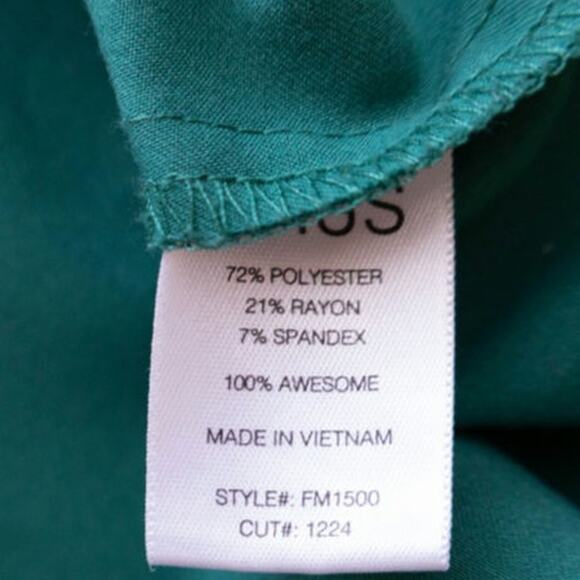 72% POLYESTER
21% RAYON
7% SPANDEX
100% AWESOME
MADE IN VIETNAM
STYLE#: FM1500
CUT#: 1224